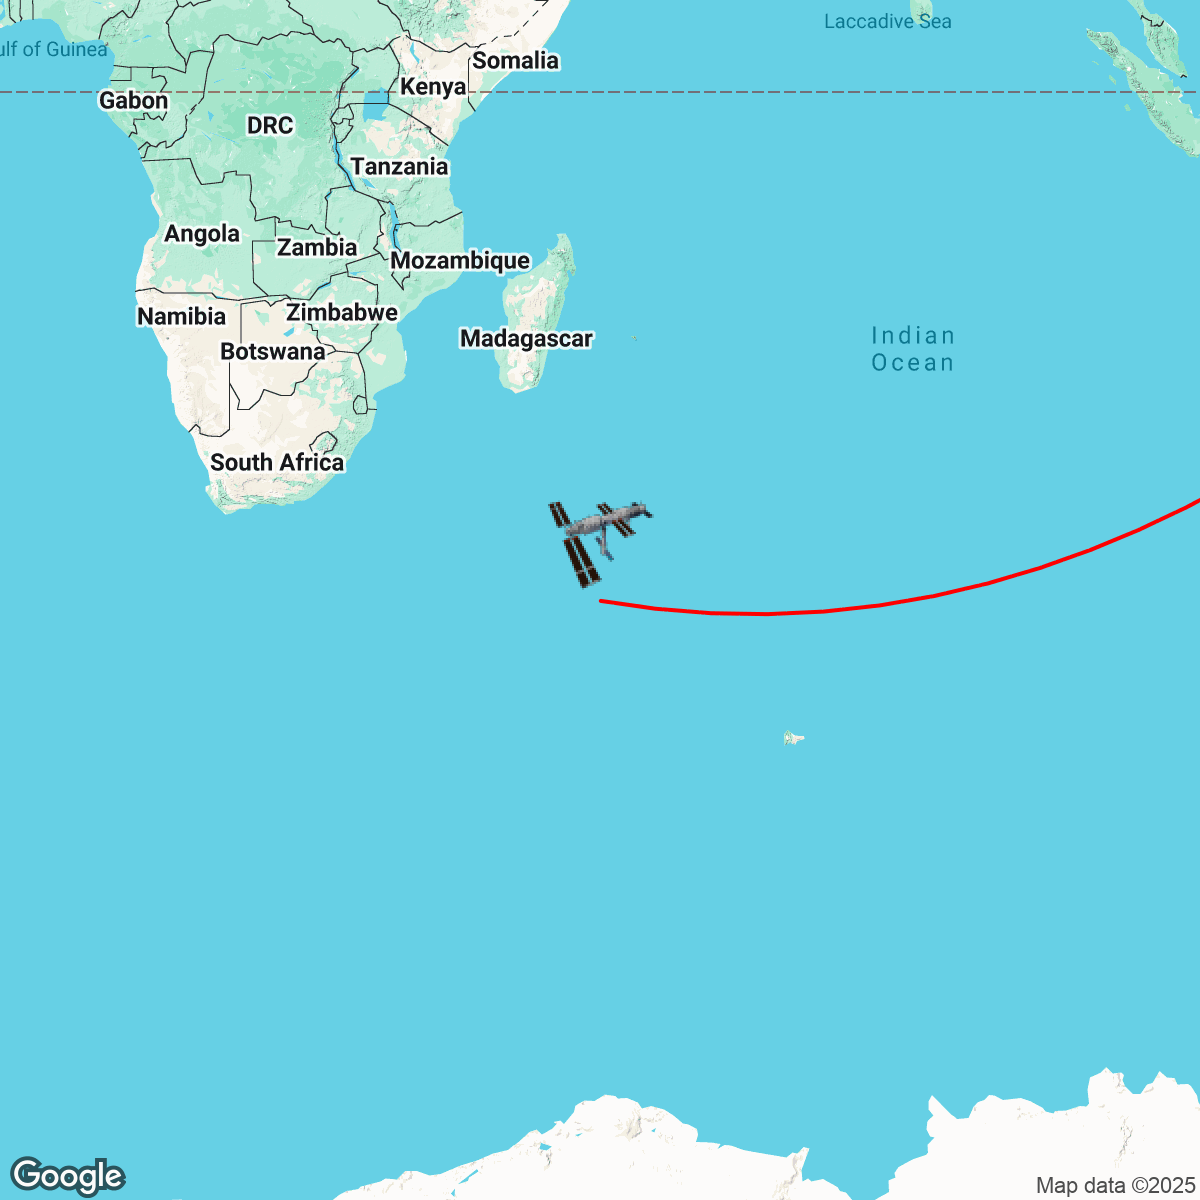 Laccadive Sea
ulf of Guinea
Somalia
Kenya
Gabon
DRC
Tanzania
Angola
Zambia
Mozambique
Namibia
Zimbabwe
Madagascar
Botswana
Indian
Ocean
South Africa
Google
Map data ©2025